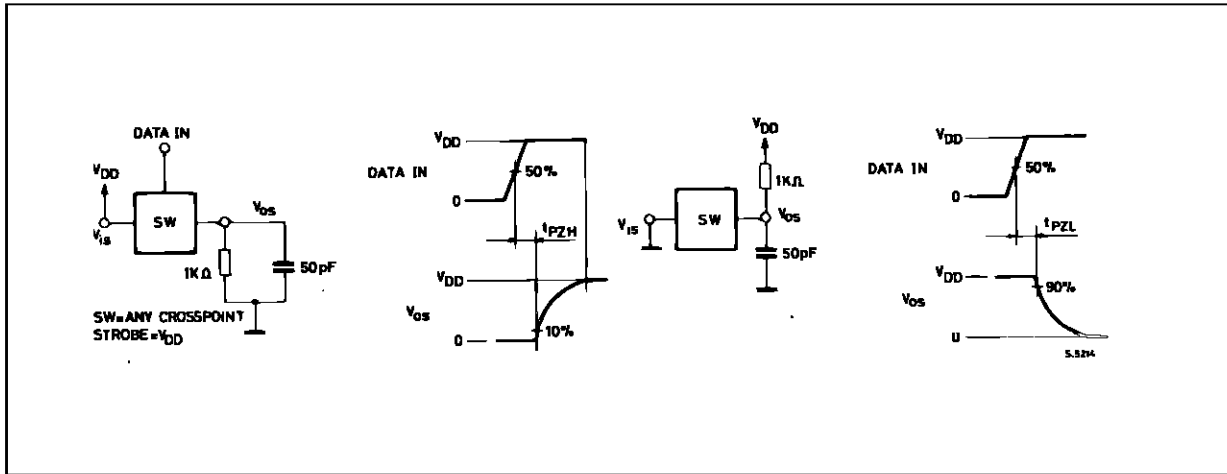 DATA IN
VDD
Vis
SW
Vos
1KΩ
50pF
SW=ANY CROSSPOINT
STROBE=VDD
VDD
DATA IN
50%
0
tPZH
VDD
Vos
10%
0
VDD
1KΩ
VIS
SW
Vos
50pF
VDD
DATA IN
50%
0
tPZL
VDD
90%
Vos
U
S.5214